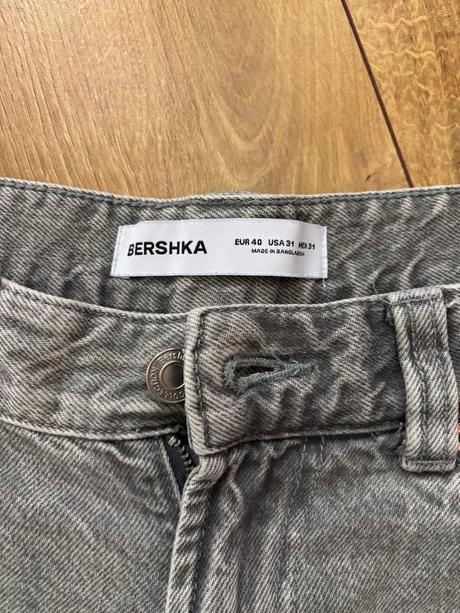 BERSHKA
EUR 40 USA 31 MEX 31
MADE IN BANGLADESH